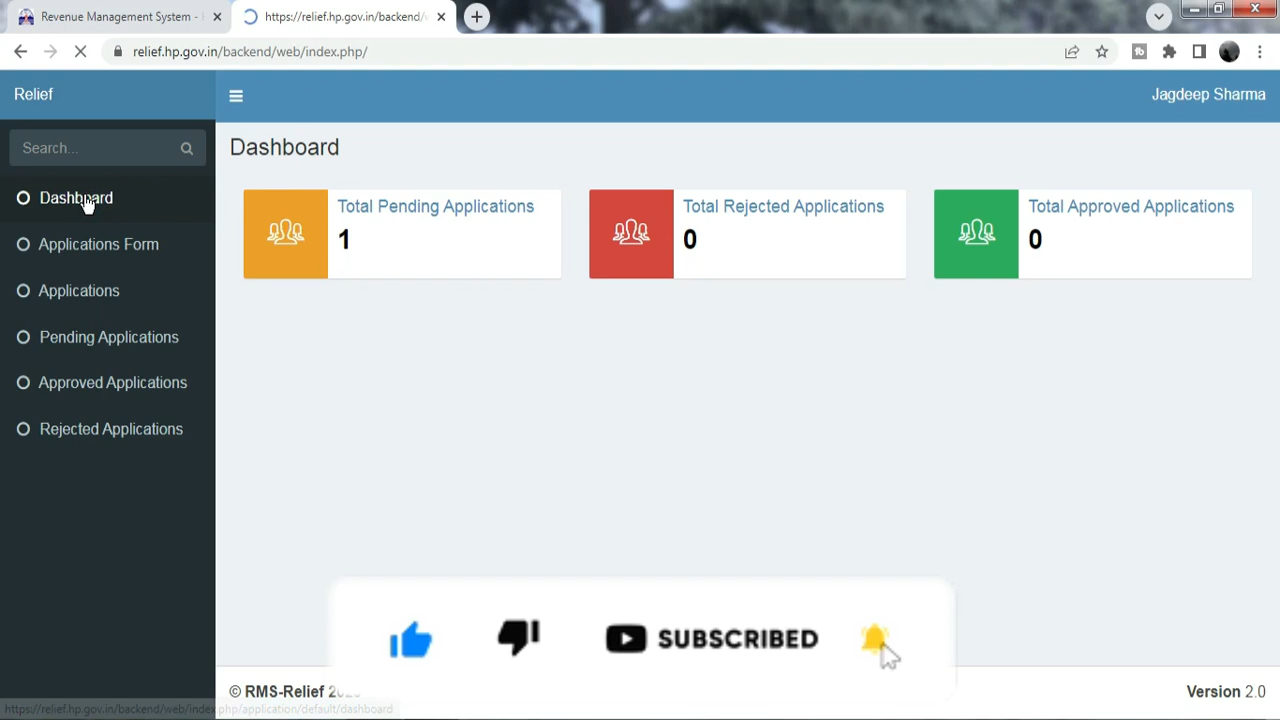 Revenue Management System -
https://relief.hp.gov.in/backend/
relief.hp.gov.in/backend/web/index.php/
Relief
Jagdeep Sharma
Search...
Dashboard
Dashboard
Applications Form
Applications
Pending Applications
Approved Applications
Rejected Applications
Total Pending Applications
1
Total Rejected Applications
0
Total Approved Applications
0
SUBSCRIBED
© RMS-Relief
Version 2.0
https://relief.hp.gov.in/backend/web/index.php/application/default/dashboard